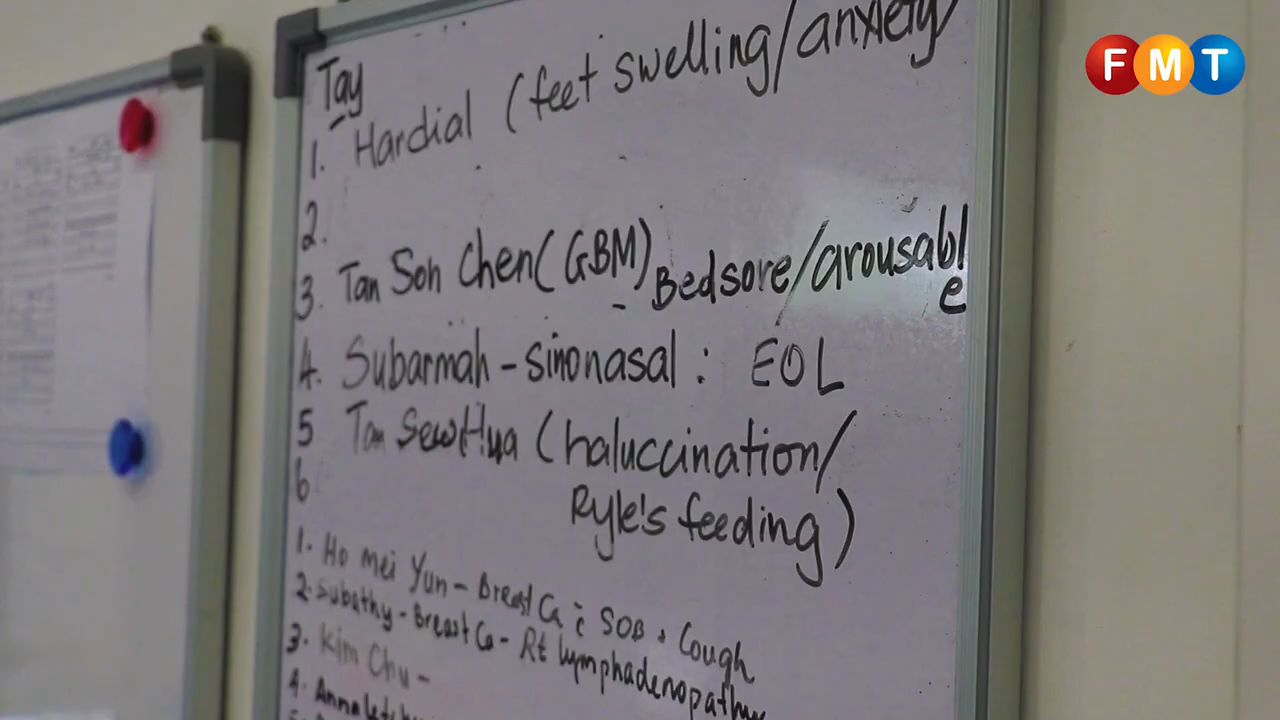 FMT
Tay
1. Hardial (feet swelling/anxiety
2.
3. Tan Soh Chen (GBM) Bedsore/arousabl
e
4. Subarmah - sinonasal : EOL
5 Tan Sew Hua (haluccination/
6 Ryle's feeding)
1. Ho Mei Yun - Breast Ca c̄ SOB + Cough
2. Subathy - Breast Ca - Rt lymphadenopathy
3. Kim Chu -
4.